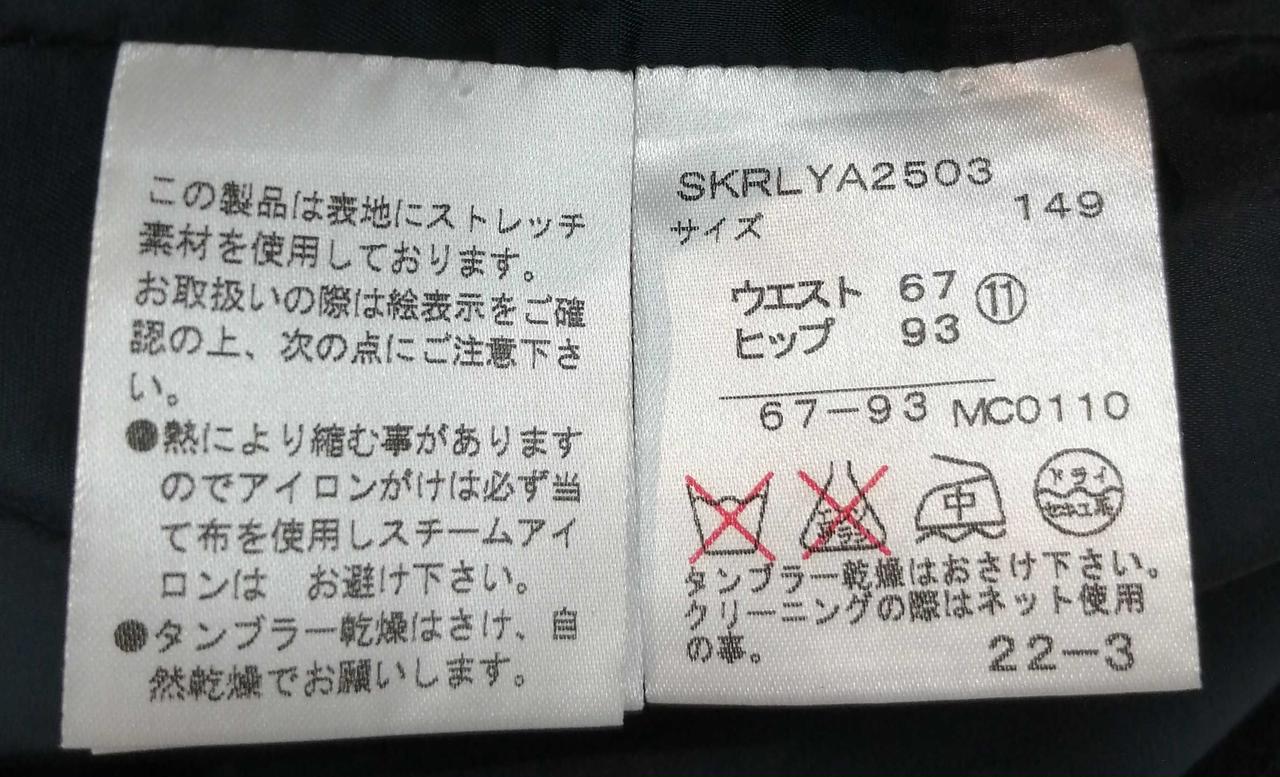 この製品は表地にストレッチ
素材を使用しております。
お取扱いの際は絵表示をご確
認の上、次の点にご注意下さ
い。
●熱により縮む事があります
のでアイロンがけは必ず当
て布を使用しスチームアイ
ロンは　お避け下さい。
●タンブラー乾燥はさけ、自
然乾燥でお願いします。
SKRLYA2503
149
サイズ
ウエスト 67 ⑪
ヒップ 93
67-93 MC0110
エンソサラシ
中
ドライ
セキユ系
タンブラー乾燥はおさけ下さい。
クリーニングの際はネット使用
の事。
22-3